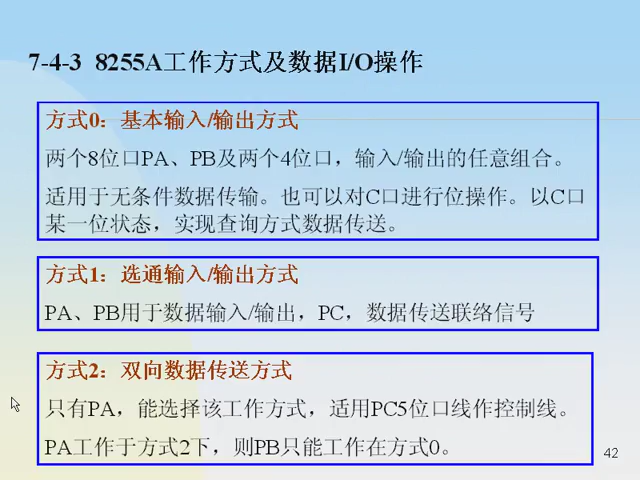 7-4-3 8255A工作方式及数据I/O操作
方式0：基本输入/输出方式
两个8位口PA、PB及两个4位口，输入/输出的任意组合。
适用于无条件数据传输。也可以对C口进行位操作。以C口
某一位状态，实现查询方式数据传送。
方式1：选通输入/输出方式
PA、PB用于数据输入/输出，PC，数据传送联络信号
方式2：双向数据传送方式
只有PA，能选择该工作方式，适用PC5位口线作控制线。
PA工作于方式2下，则PB只能工作在方式0。
42